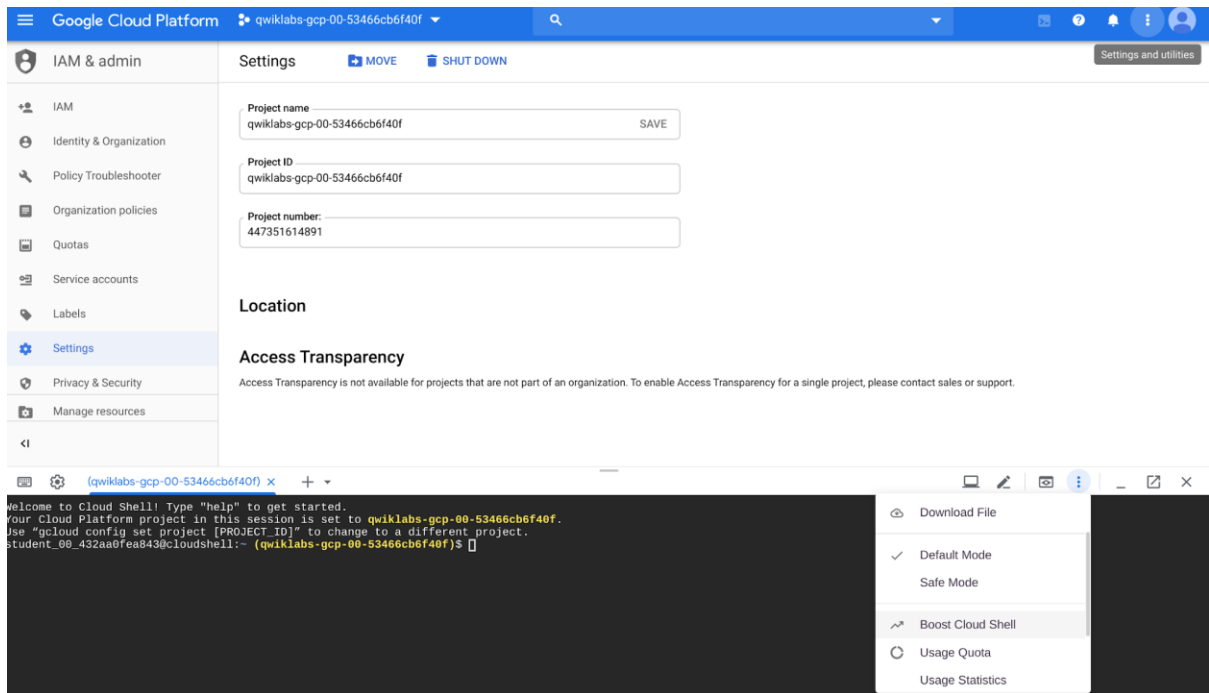 Google Cloud Platform
qwiklabs-gcp-00-53466cb6f40f
Settings and utilities
IAM & admin
Settings
MOVE
SHUT DOWN
IAM
Identity & Organization
Policy Troubleshooter
Organization policies
Quotas
Service accounts
Labels
Settings
Privacy & Security
Manage resources
Project name
qwiklabs-gcp-00-53466cb6f40f
SAVE
Project ID
qwiklabs-gcp-00-53466cb6f40f
Project number:
447351614891
Location
Access Transparency
Access Transparency is not available for projects that are not part of an organization. To enable Access Transparency for a single project, please contact sales or support.
(qwiklabs-gcp-00-53466cb6f40f)
Welcome to Cloud Shell! Type "help" to get started.
Your Cloud Platform project in this session is set to qwiklabs-gcp-00-53466cb6f40f.
Use “gcloud config set project [PROJECT_ID]” to change to a different project.
student_00_432aa0fea843@cloudshell:~ (qwiklabs-gcp-00-53466cb6f40f)$
Download File
Default Mode
Safe Mode
Boost Cloud Shell
Usage Quota
Usage Statistics